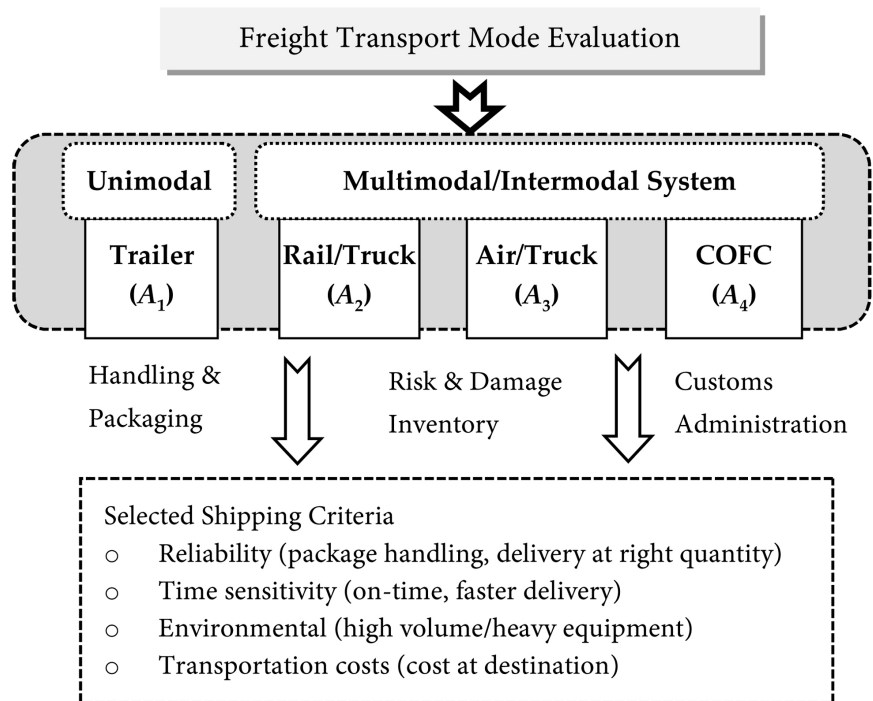 Freight Transport Mode Evaluation
Unimodal
Multimodal/Intermodal System
Trailer
(A₁)
Rail/Truck
(A₂)
Air/Truck
(A₃)
COFC
(A₄)
Handling &
Packaging
Risk & Damage
Inventory
Customs
Administration
Selected Shipping Criteria
○ Reliability (package handling, delivery at right quantity)
○ Time sensitivity (on-time, faster delivery)
○ Environmental (high volume/heavy equipment)
○ Transportation costs (cost at destination)